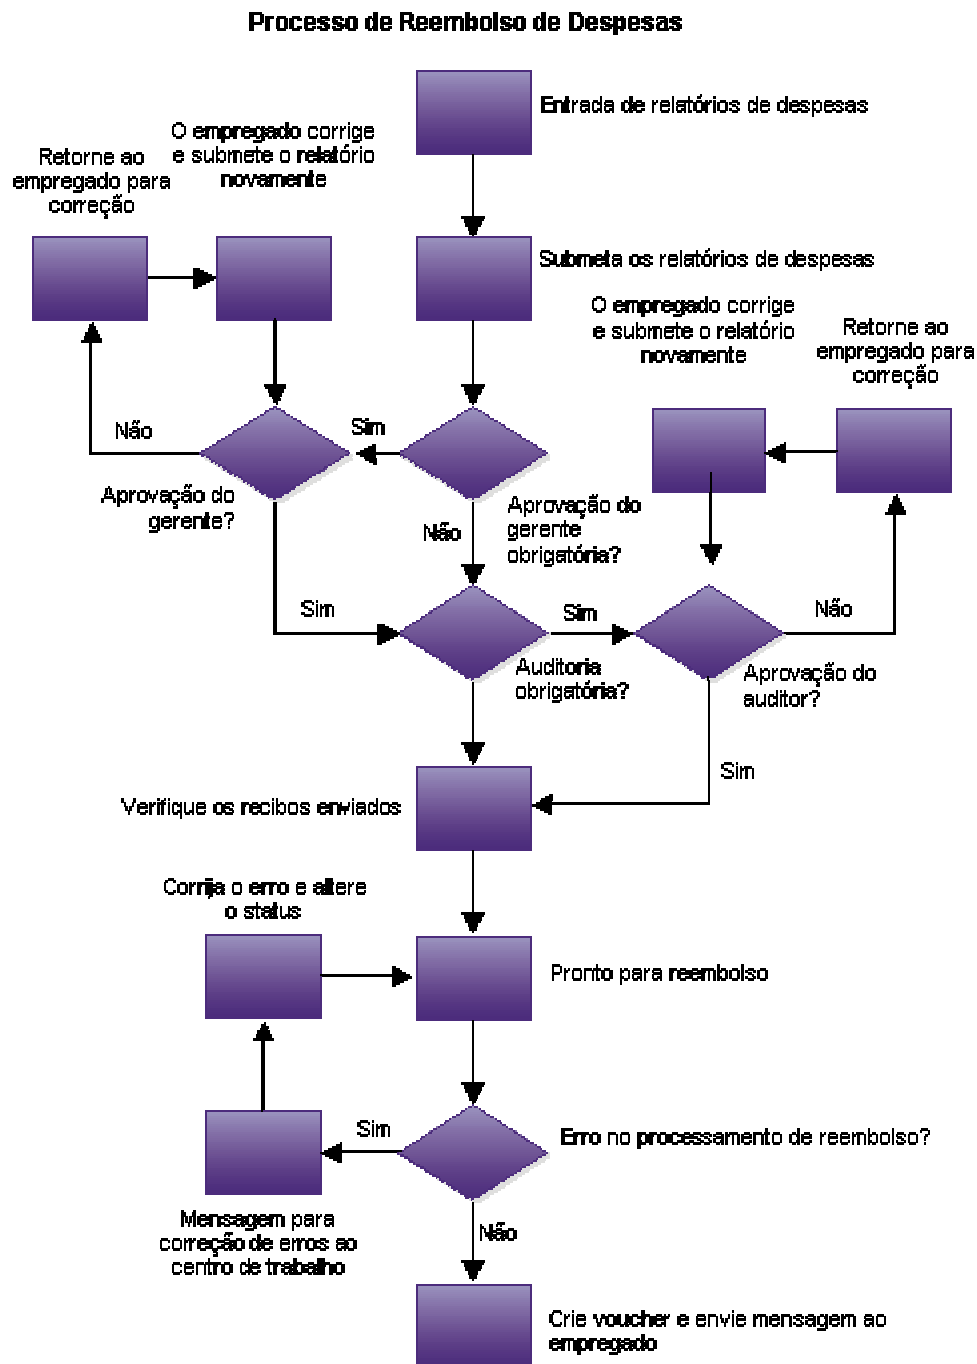 Processo de Reembolso de Despesas
Entrada de relatórios de despesas
O empregado corrige
e submete o relatório
novamente
Retorne ao
empregado para
correção
Submeta os relatórios de despesas
O empregado corrige
e submete o relatório
novamente
Retorne ao
empregado para
correção
Não
Sim
Aprovação do
gerente?
Não
Aprovação do
gerente
obrigatória?
Sim
Sim
Não
Auditoria
obrigatória?
Aprovação do
auditor?
Sim
Verifique os recibos enviados
Corrija o erro e altere
o status
Pronto para reembolso
Sim
Erro no processamento de reembolso?
Mensagem para
correção de erros ao
centro de trabalho
Não
Crie voucher e envie mensagem ao
empregado